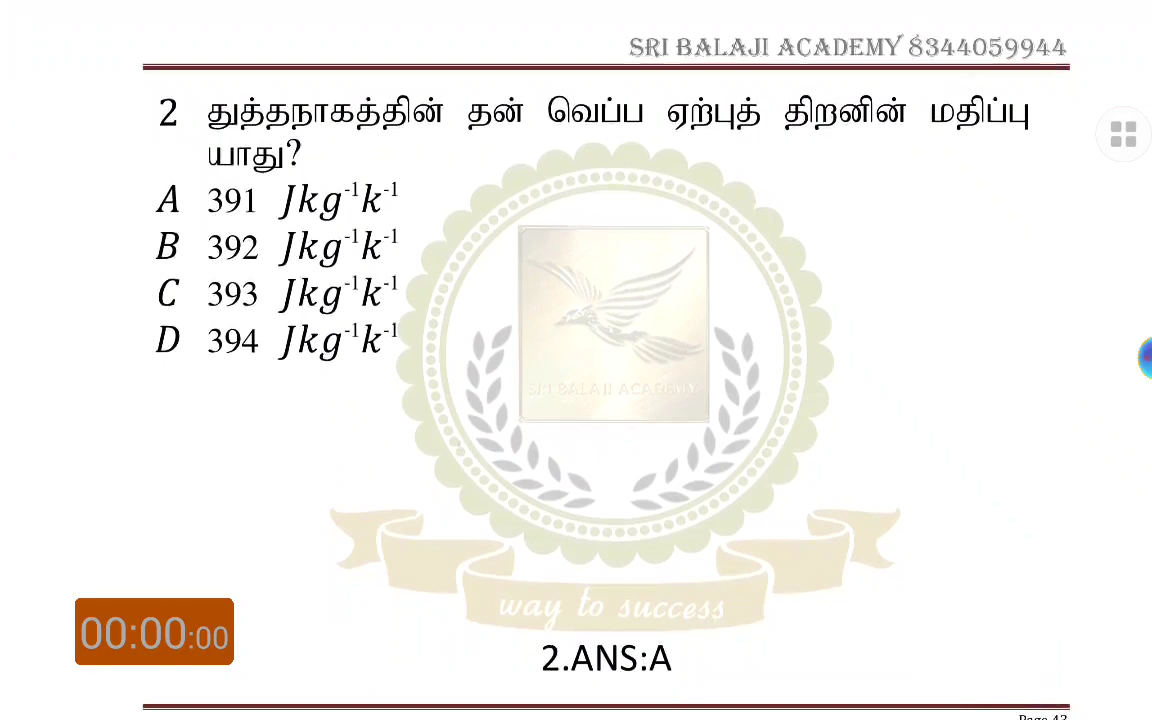 SRI BALAJI ACADEMY 8344059944
2 துத்தநாகத்தின் தன் வெப்ப ஏற்புத் திறனின் மதிப்பு
யாது?
A 391 Jkg⁻¹k⁻¹
B 392 Jkg⁻¹k⁻¹
C 393 Jkg⁻¹k⁻¹
D 394 Jkg⁻¹k⁻¹
SRI BALAJI ACADEMY
way to success
00:00:00
2.ANS:A
Page 43